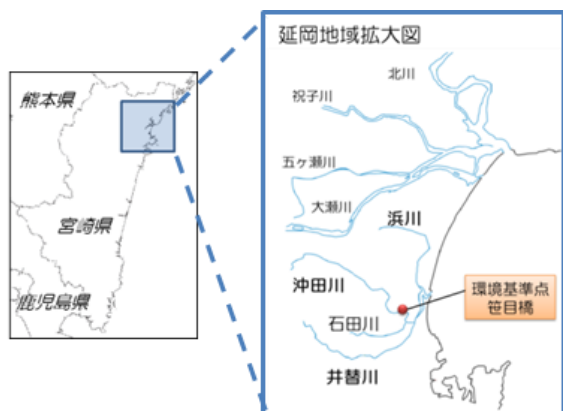 熊本県
宮崎県
鹿児島県
延岡地域拡大図
北川
祝子川
五ヶ瀬川
大瀬川
浜川
沖田川
石田川
井替川
環境基準点
笹目橋